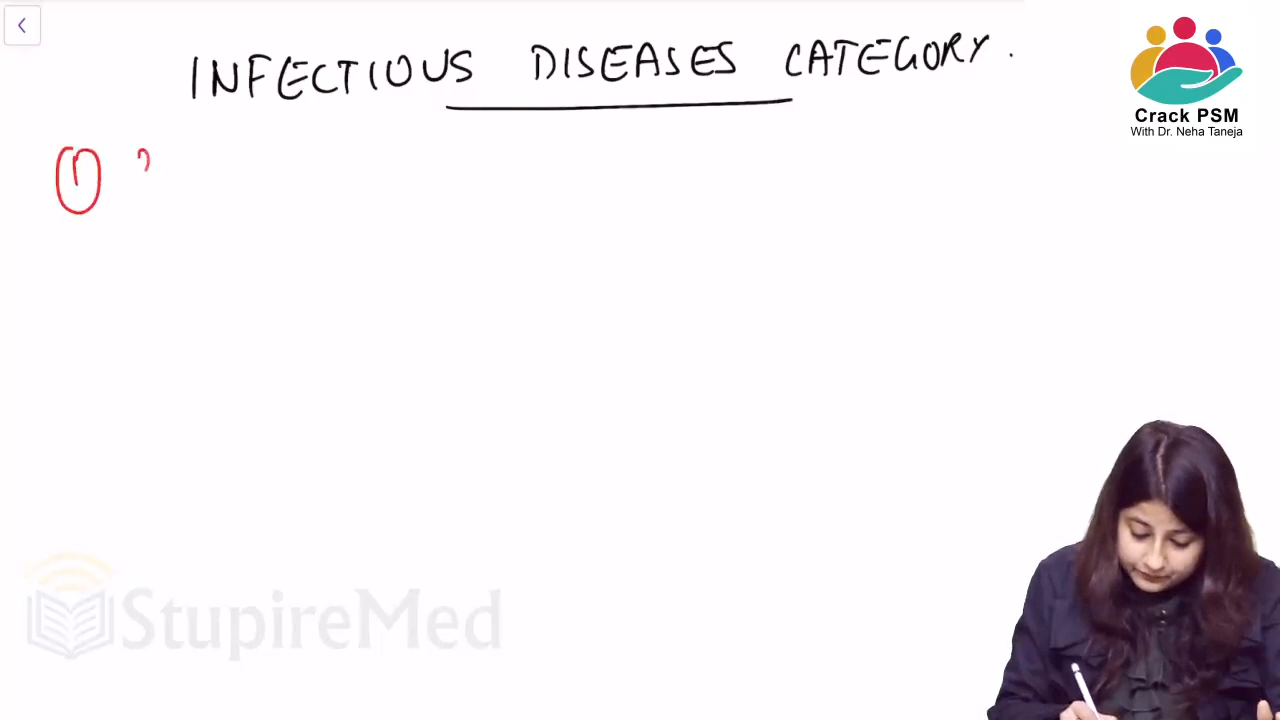 INFECTIOUS DISEASES CATEGORY.
Crack PSM
With Dr. Neha Taneja
1
StupireMed